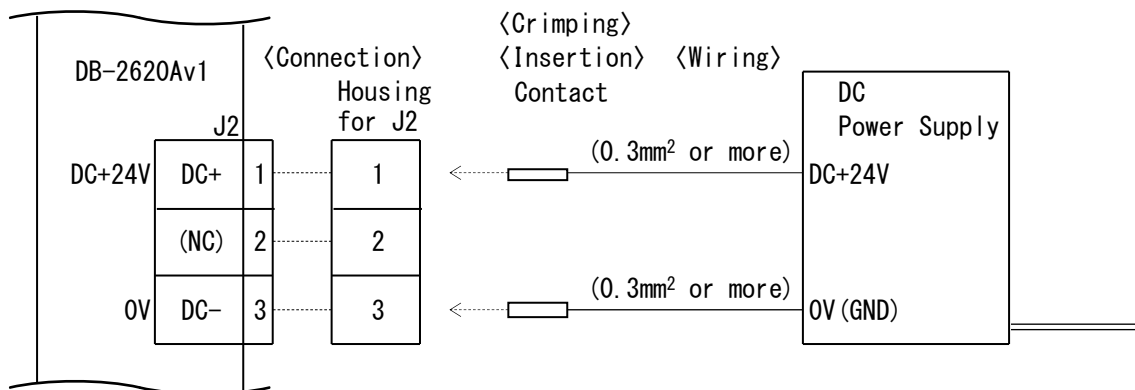 DB-2620Av1
〈Connection〉
〈Crimping〉
〈Insertion〉
〈Wiring〉
Housing
for J2
Contact
DC
Power Supply
J2
DC+24V
DC+
1
1
(0.3mm² or more)
DC+24V
(NC)
2
2
0V
DC-
3
3
(0.3mm² or more)
0V(GND)